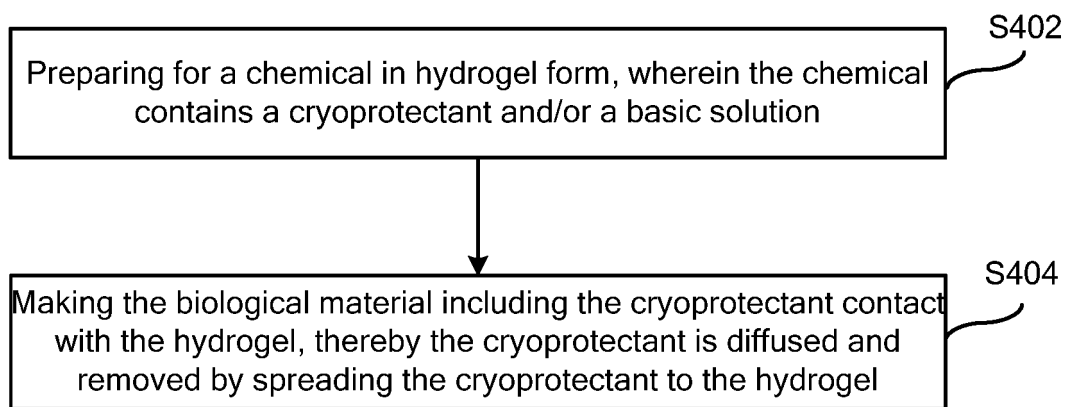 S402
Preparing for a chemical in hydrogel form, wherein the chemical
contains a cryoprotectant and/or a basic solution
S404
Making the biological material including the cryoprotectant contact
with the hydrogel, thereby the cryoprotectant is diffused and
removed by spreading the cryoprotectant to the hydrogel